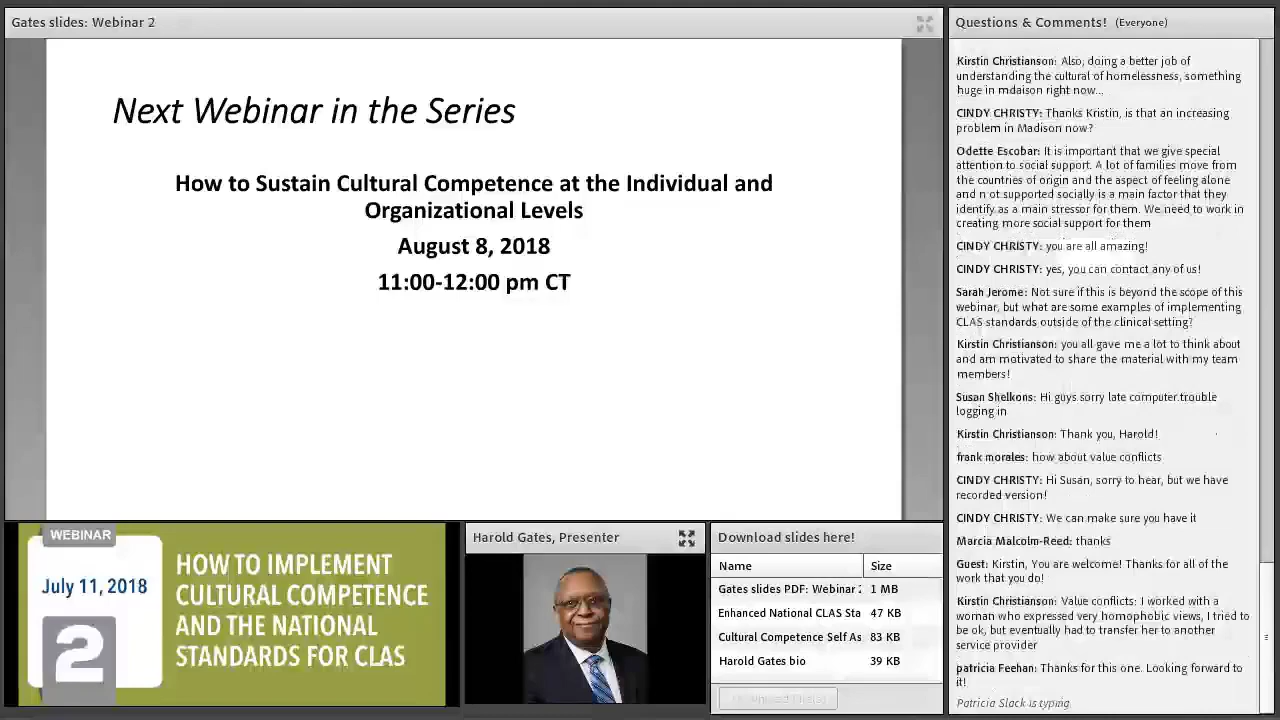 Gates slides: Webinar 2
Next Webinar in the Series
How to Sustain Cultural Competence at the Individual and
Organizational Levels
August 8, 2018
11:00-12:00 pm CT
WEBINAR
July 11, 2018
2
HOW TO IMPLEMENT
CULTURAL COMPETENCE
AND THE NATIONAL
STANDARDS FOR CLAS
Harold Gates, Presenter
Download slides here!
Name Size
Gates slides PDF: Webinar 2 1 MB
Enhanced National CLAS Sta 47 KB
Cultural Competence Self As 83 KB
Harold Gates bio 39 KB
Questions & Comments! (Everyone)
Kirstin Christianson: Also, doing a better job of
understanding the cultural of homelessness, something
huge in mdaison right now...
CINDY CHRISTY: Thanks Kristin, is that an increasing
problem in Madison now?
Odette Escobar: It is important that we give special
attention to social support. A lot of families move from
the countries of origin and the aspect of feeling alone
and n ot supported socially is a main factor that they
identify as a main stressor for them. We need to work in
creating more social support for them
CINDY CHRISTY: you are all amazing!
CINDY CHRISTY: yes, you can contact any of us!
Sarah Jerome: Not sure if this is beyond the scope of this
webinar, but what are some examples of implementing
CLAS standards outside of the clinical setting?
Kirstin Christianson: you all gave me a lot to think about
and am motivated to share the material with my team
members!
Susan Shelkons: Hi guys sorry late computer trouble
logging in
Kirstin Christianson: Thank you, Harold!
frank morales: how about value conflicts
CINDY CHRISTY: Hi Susan, sorry to hear, but we have
recorded version!
CINDY CHRISTY: We can make sure you have it
Marcia Malcolm-Reed: thanks
Guest: Kirstin, You are welcome! Thanks for all of the
work that you do!
Kirstin Christianson: Value conflicts: I worked with a
woman who expressed very homophobic views, I tried to
be ok, but eventually had to transfer her to another
service provider
patricia Feehan: Thanks for this one. Looking forward to
it!
Patricia Slack is typing